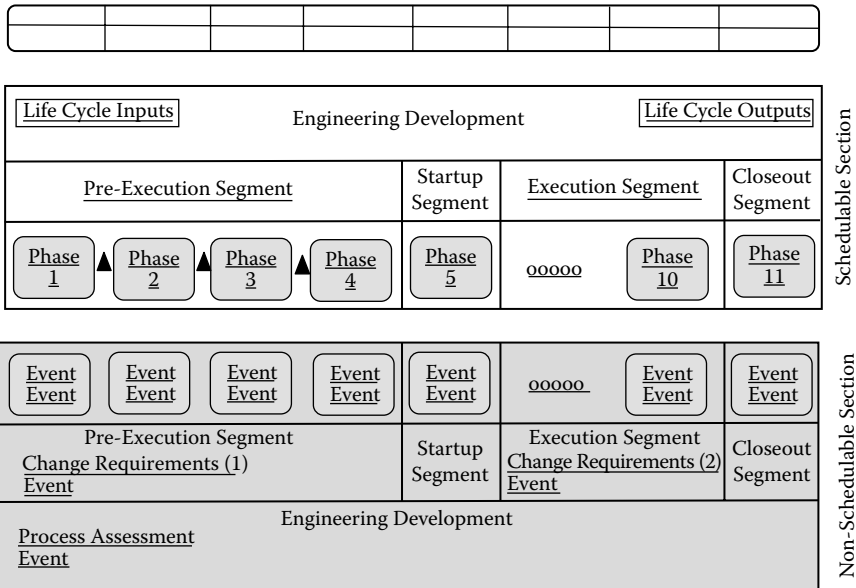 Life Cycle Inputs
Engineering Development
Life Cycle Outputs
Pre-Execution Segment
Startup
Segment
Execution Segment
Closeout
Segment
Phase
1
Phase
2
Phase
3
Phase
4
Phase
5
ooooo
Phase
10
Phase
11
Schedulable Section
Event
Event
Event
Event
Event
Event
Event
Event
Event
Event
ooooo
Event
Event
Event
Event
Pre-Execution Segment
Change Requirements (1)
Event
Startup
Segment
Execution Segment
Change Requirements (2)
Event
Closeout
Segment
Engineering Development
Process Assessment
Event
Non-Schedulable Section